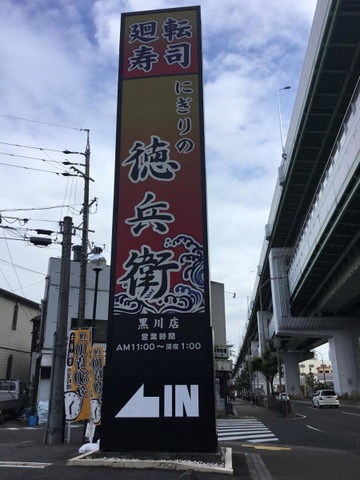 廻転
寿司
にぎりの
徳兵衛
黒川店
営業時間
AM11:00~深夜1:00
IN